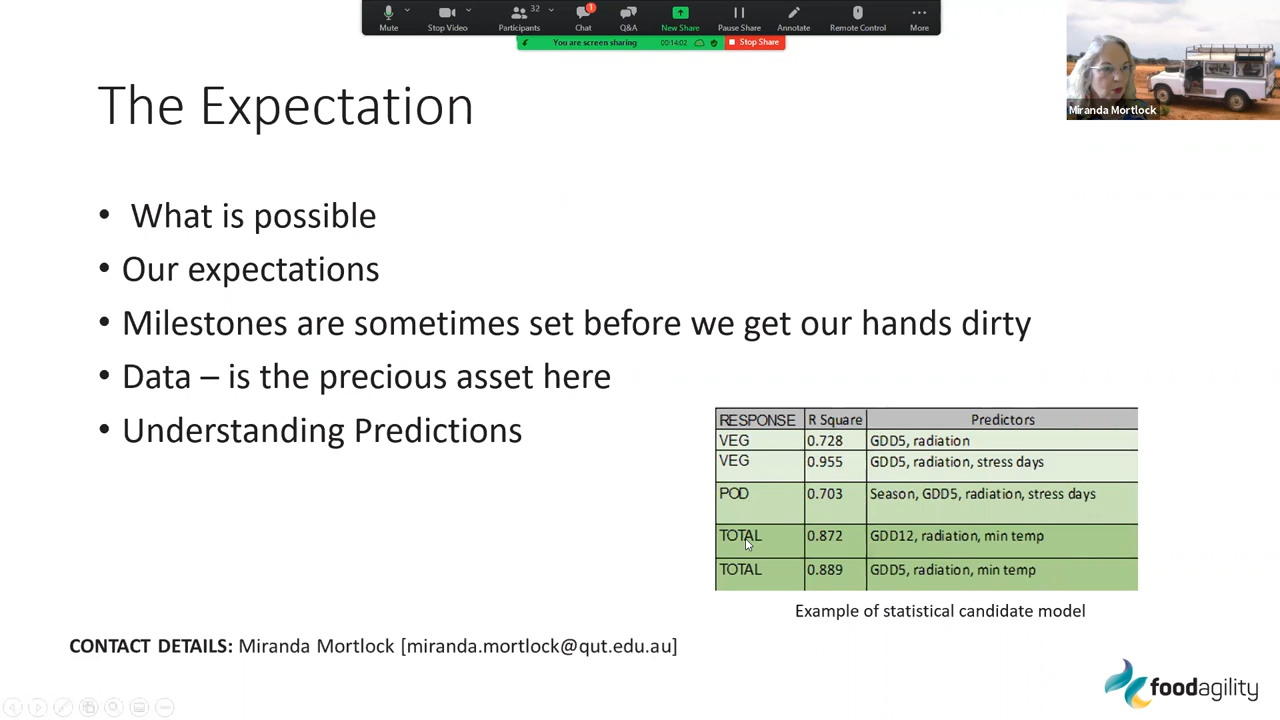 Mute
Stop Video
32
Participants
1
Chat
Q&A
New Share
Pause Share
Annotate
Remote Control
More
You are screen sharing
00:14:02
Stop Share
Miranda Mortlock
The Expectation
• What is possible
• Our expectations
• Milestones are sometimes set before we get our hands dirty
• Data – is the precious asset here
• Understanding Predictions
RESPONSE R Square Predictors
VEG 0.728 GDD5, radiation
VEG 0.955 GDD5, radiation, stress days
POD 0.703 Season, GDD5, radiation, stress days
TOTAL 0.872 GDD12, radiation, min temp
TOTAL 0.889 GDD5, radiation, min temp
Example of statistical candidate model
CONTACT DETAILS: Miranda Mortlock [miranda.mortlock@qut.edu.au]
foodagility